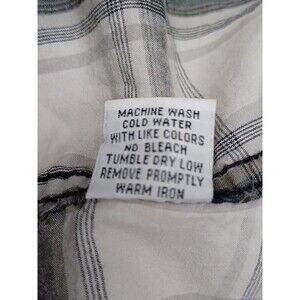 MACHINE WASH
COLD WATER
WITH LIKE COLORS
NO BLEACH
TUMBLE DRY LOW
REMOVE PROMPTLY
WARM IRON